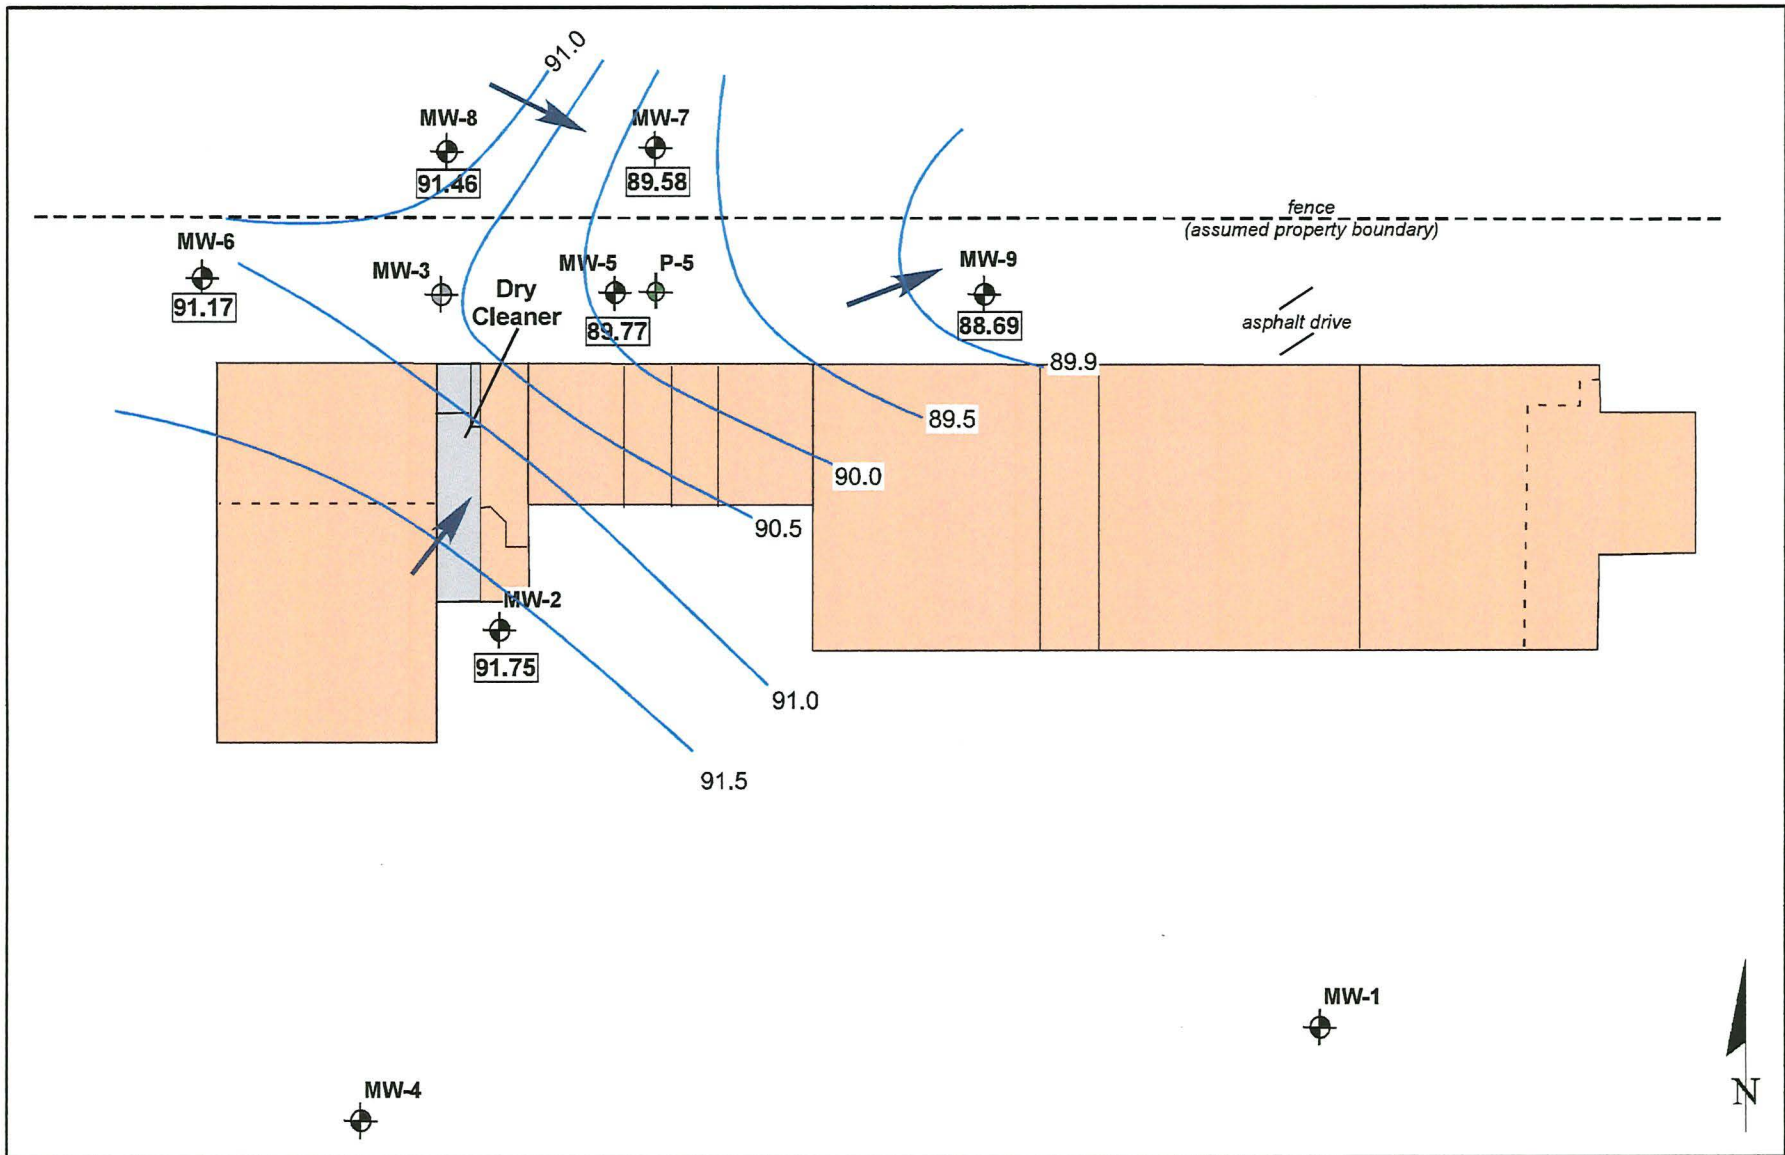 91.0
MW-8
91.46
MW-7
89.58
fence
(assumed property boundary)
MW-6
91.17
MW-3
Dry
Cleaner
MW-5
89.77
P-5
MW-9
88.69
asphalt drive
89.9
89.5
90.0
90.5
MW-2
91.75
91.0
91.5
MW-1
MW-4
N